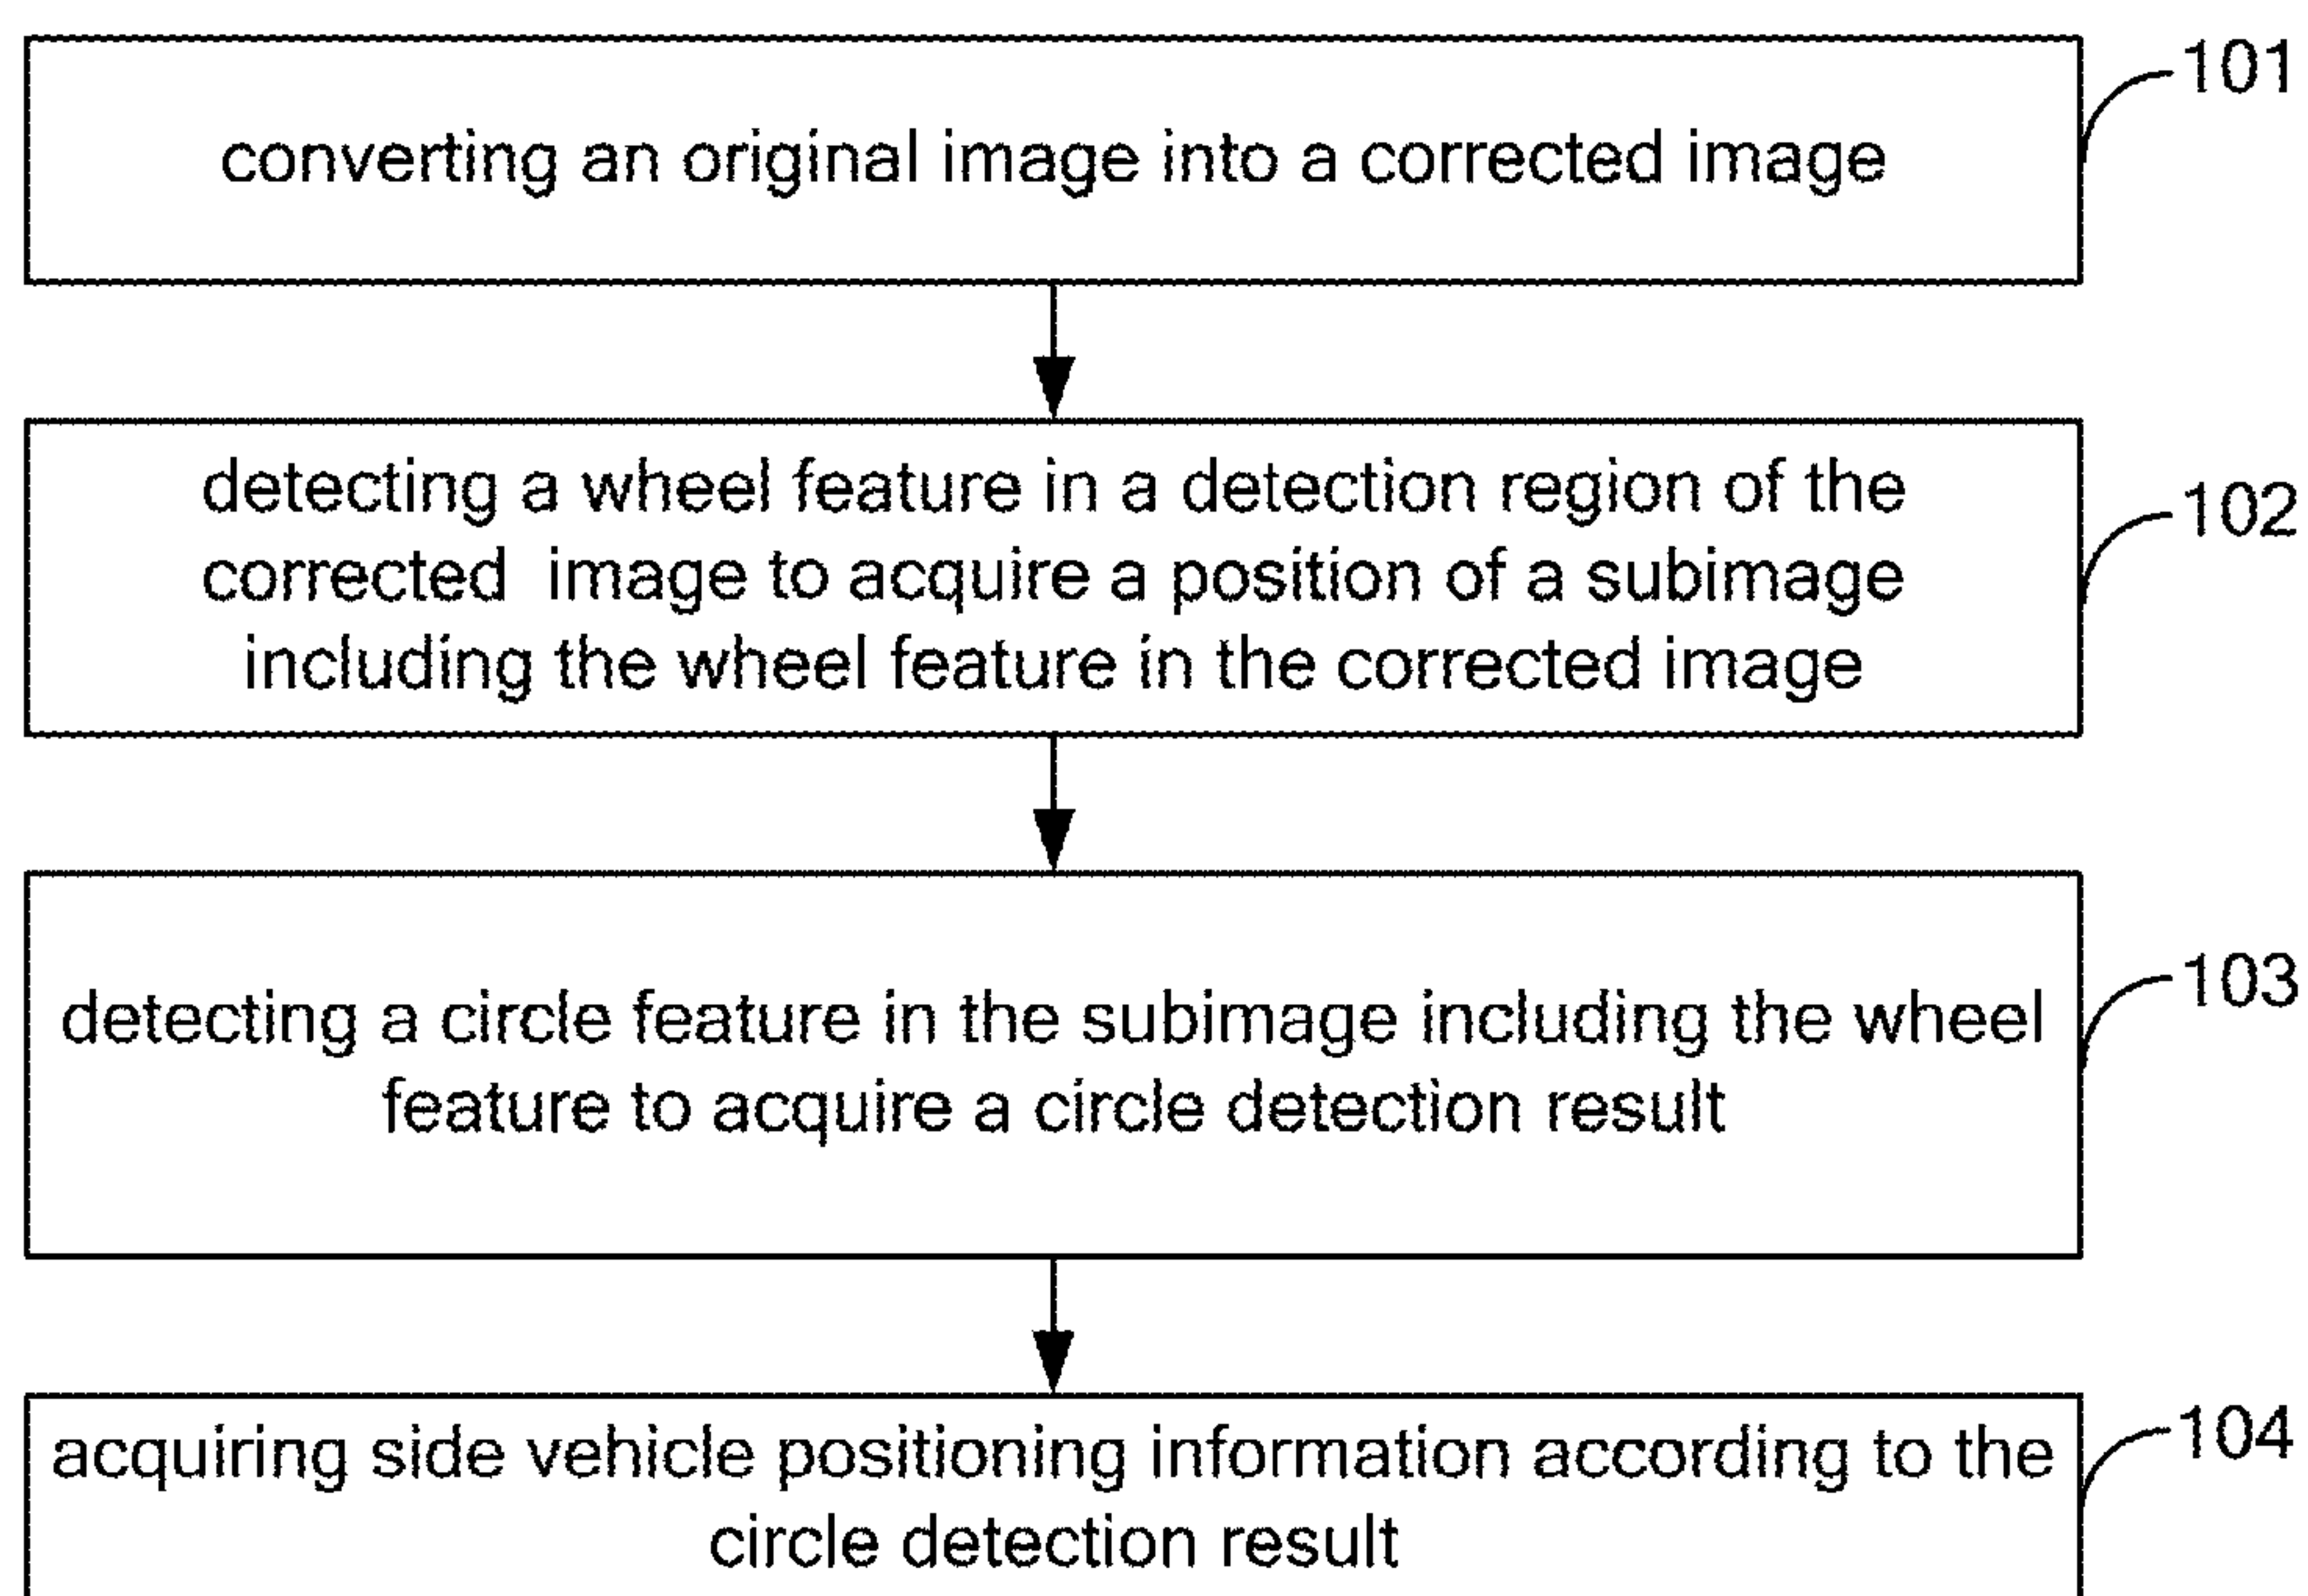 converting an original image into a corrected image
101
detecting a wheel feature in a detection region of the
corrected image to acquire a position of a subimage
including the wheel feature in the corrected image
102
detecting a circle feature in the subimage including the wheel
feature to acquire a circle detection result
103
acquiring side vehicle positioning information according to the
circle detection result
104